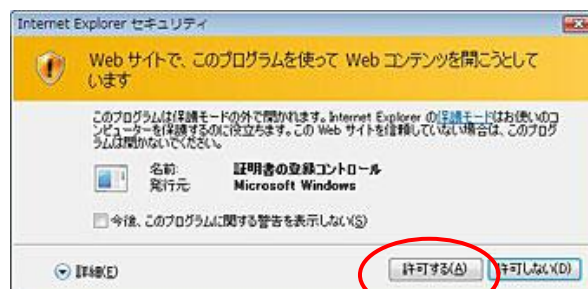 Internet Explorer セキュリティ
Web サイトで、このプログラムを使って Web コンテンツを開こうとして
います
このプログラムは保護モードの外で開かれます。Internet Explorer の保護モードはお使いのコ
ンピューターを保護するのに役立ちます。この Web サイトを信頼していない場合は、このプログ
ラムは開かないでください。
名前: 証明書の登録コントロール
発行元: Microsoft Windows
今後、このプログラムに関する警告を表示しない(S)
詳細(E) 許可する(A) 許可しない(D)